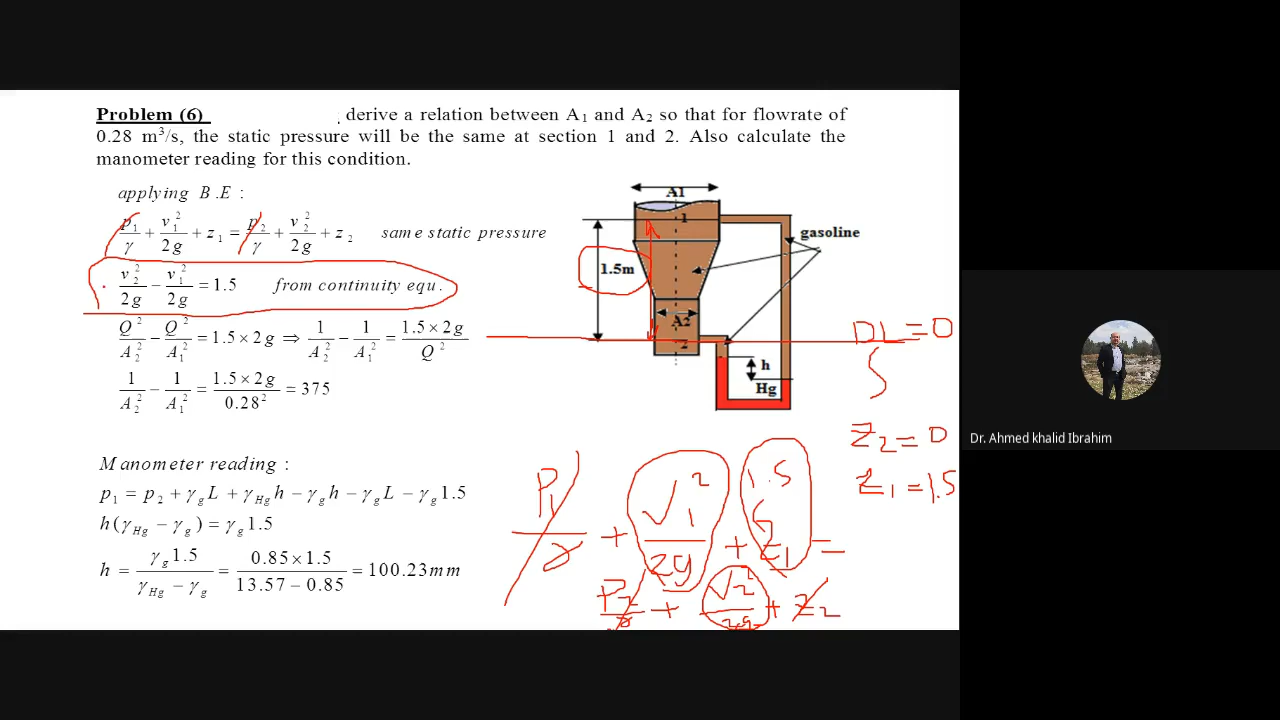 Problem (6) . derive a relation between A1 and A2 so that for flowrate of
0.28 m³/s, the static pressure will be the same at section 1 and 2. Also calculate the
manometer reading for this condition.
applying B.E :
p₁/γ + v₁²/2g + z₁ = p₂/γ + v₂²/2g + z₂ same static pressure
v₂²/2g − v₁²/2g = 1.5 from continuity equ.
Q²/A₂² − Q²/A₁² = 1.5×2g ⇒ 1/A₂² − 1/A₁² = 1.5×2g/Q²
1/A₂² − 1/A₁² = 1.5×2g/0.28² = 375
Manometer reading :
p₁ = p₂ + γ_g L + γ_Hg h − γ_g h − γ_g L − γ_g 1.5
h(γ_Hg − γ_g) = γ_g 1.5
h = γ_g 1.5/(γ_Hg − γ_g) = 0.85×1.5/(13.57−0.85) = 100.23mm
A1
1
gasoline
1.5m
A2
2
h
Hg
DL=0
Z₂=0
Z₁=1.5
1.5
P₁/γ + V₁²/2g + Z₁ =
P₂/γ + V₂²/2g + Z₂
Dr. Ahmed khalid Ibrahim